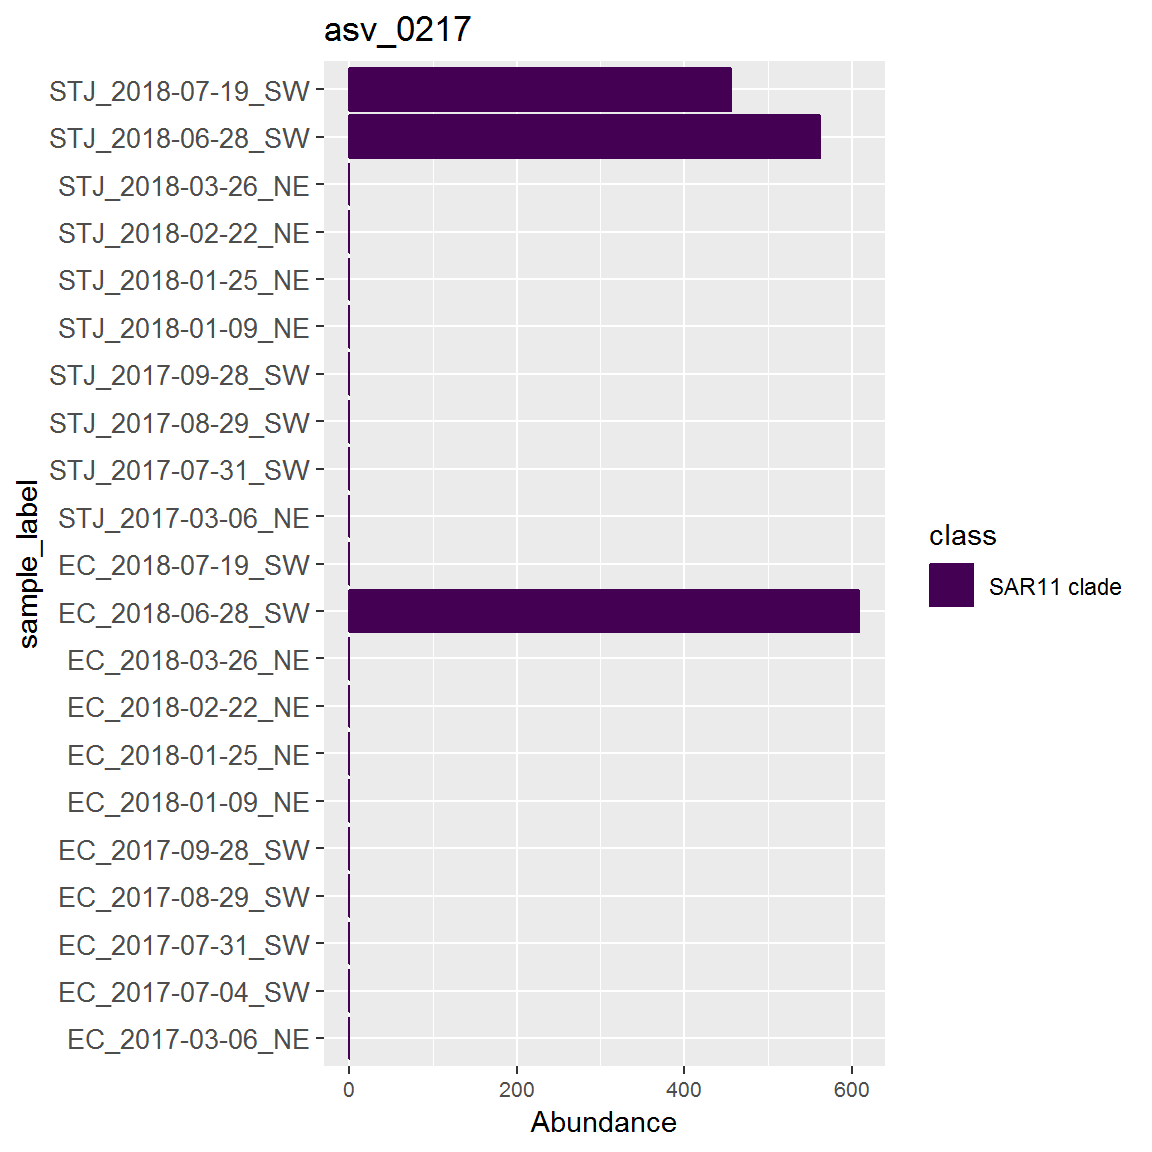 asv_0217
STJ_2018-07-19_SW
STJ_2018-06-28_SW
STJ_2018-03-26_NE
STJ_2018-02-22_NE
STJ_2018-01-25_NE
STJ_2018-01-09_NE
STJ_2017-09-28_SW
STJ_2017-08-29_SW
STJ_2017-07-31_SW
STJ_2017-03-06_NE
EC_2018-07-19_SW
EC_2018-06-28_SW
EC_2018-03-26_NE
EC_2018-02-22_NE
EC_2018-01-25_NE
EC_2018-01-09_NE
EC_2017-09-28_SW
EC_2017-08-29_SW
EC_2017-07-31_SW
EC_2017-07-04_SW
EC_2017-03-06_NE
sample_label
0 200 400 600
Abundance
class
SAR11 clade